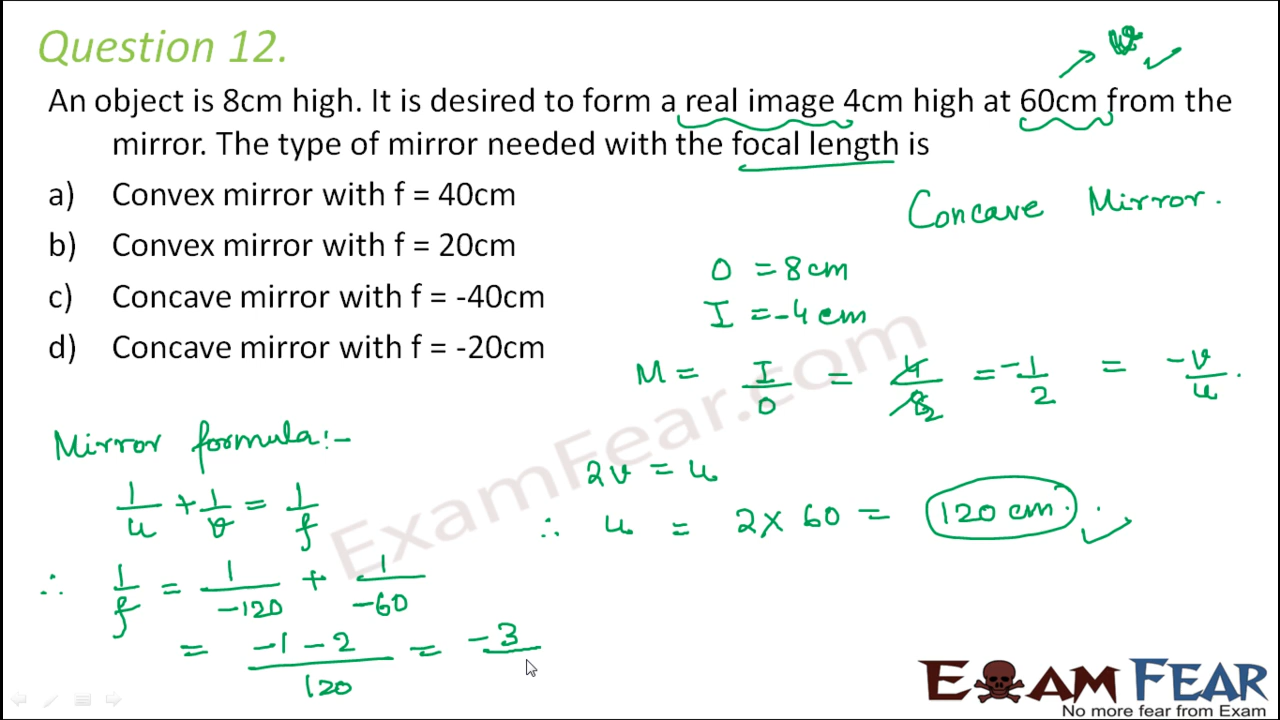 Question 12.
An object is 8cm high. It is desired to form a real image 4cm high at 60cm from the
mirror. The type of mirror needed with the focal length is
a) Convex mirror with f = 40cm
b) Convex mirror with f = 20cm
c) Concave mirror with f = -40cm
d) Concave mirror with f = -20cm
Concave Mirror.
O = 8cm
I = -4cm
M = I/O = 4/8 2 = -1/2 = -v/u.
Mirror formula:-
1/u + 1/v = 1/f
2v = u
∴ u = 2 x 60 = 120 cm.
∴ 1/f = 1/-120 + 1/-60
= -1 - 2/120 = -3
ExamFear.com
EXAM FEAR
No more fear from Exam